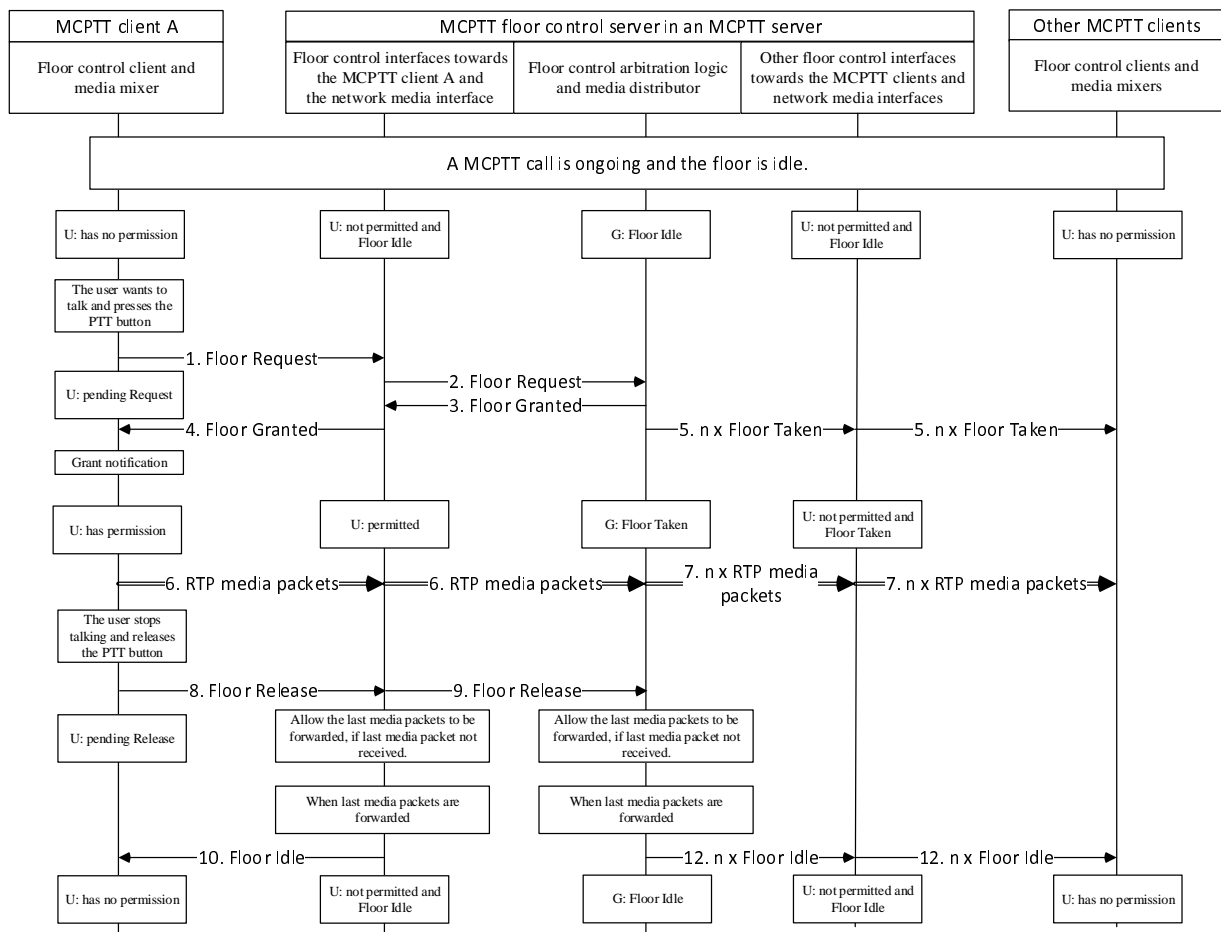 MCPTT client A
MCPTT floor control server in an MCPTT server
Other MCPTT clients
Floor control client and
media mixer
Floor control interfaces towards
the MCPTT client A and
the network media interface
Floor control arbitration logic
and media distributor
Other floor control interfaces
towards the MCPTT clients and
network media interfaces
Floor control clients and
media mixers
A MCPTT call is ongoing and the floor is idle.
U: has no permission
U: not permitted and
Floor Idle
G: Floor Idle
U: not permitted and
Floor Idle
U: has no permission
The user wants to
talk and presses the
PTT button
1. Floor Request
2. Floor Request
U: pending Request
3. Floor Granted
4. Floor Granted
5. n x Floor Taken
5. n x Floor Taken
Grant notification
U: has permission
U: permitted
G: Floor Taken
U: not permitted and
Floor Taken
6. RTP media packets
6. RTP media packets
7. n x RTP media
packets
7. n x RTP media packets
The user stops
talking and releases
the PTT button
8. Floor Release
9. Floor Release
U: pending Release
Allow the last media packets to be
forwarded, if last media packet not
received.
Allow the last media packets to be
forwarded, if last media packet not
received.
When last media packets are
forwarded
When last media packets are
forwarded
10. Floor Idle
12. n x Floor Idle
12. n x Floor Idle
U: has no permission
U: not permitted and
Floor Idle
G: Floor Idle
U: not permitted and
Floor Idle
U: has no permission